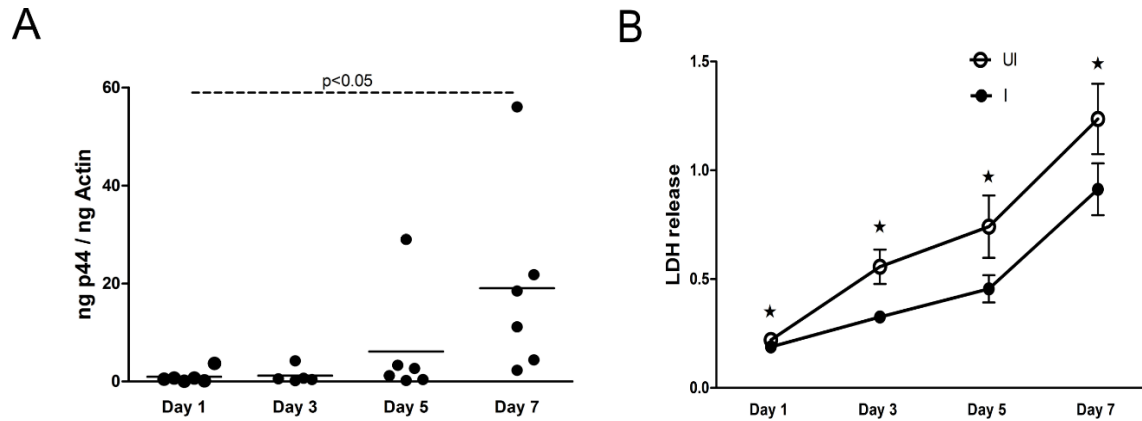 A
p<0.05
ng p44 / ng Actin
60
40
20
0
Day 1 Day 3 Day 5 Day 7
B
UI
I
LDH release
1.5
1.0
0.5
0.0
Day 1 Day 3 Day 5 Day 7